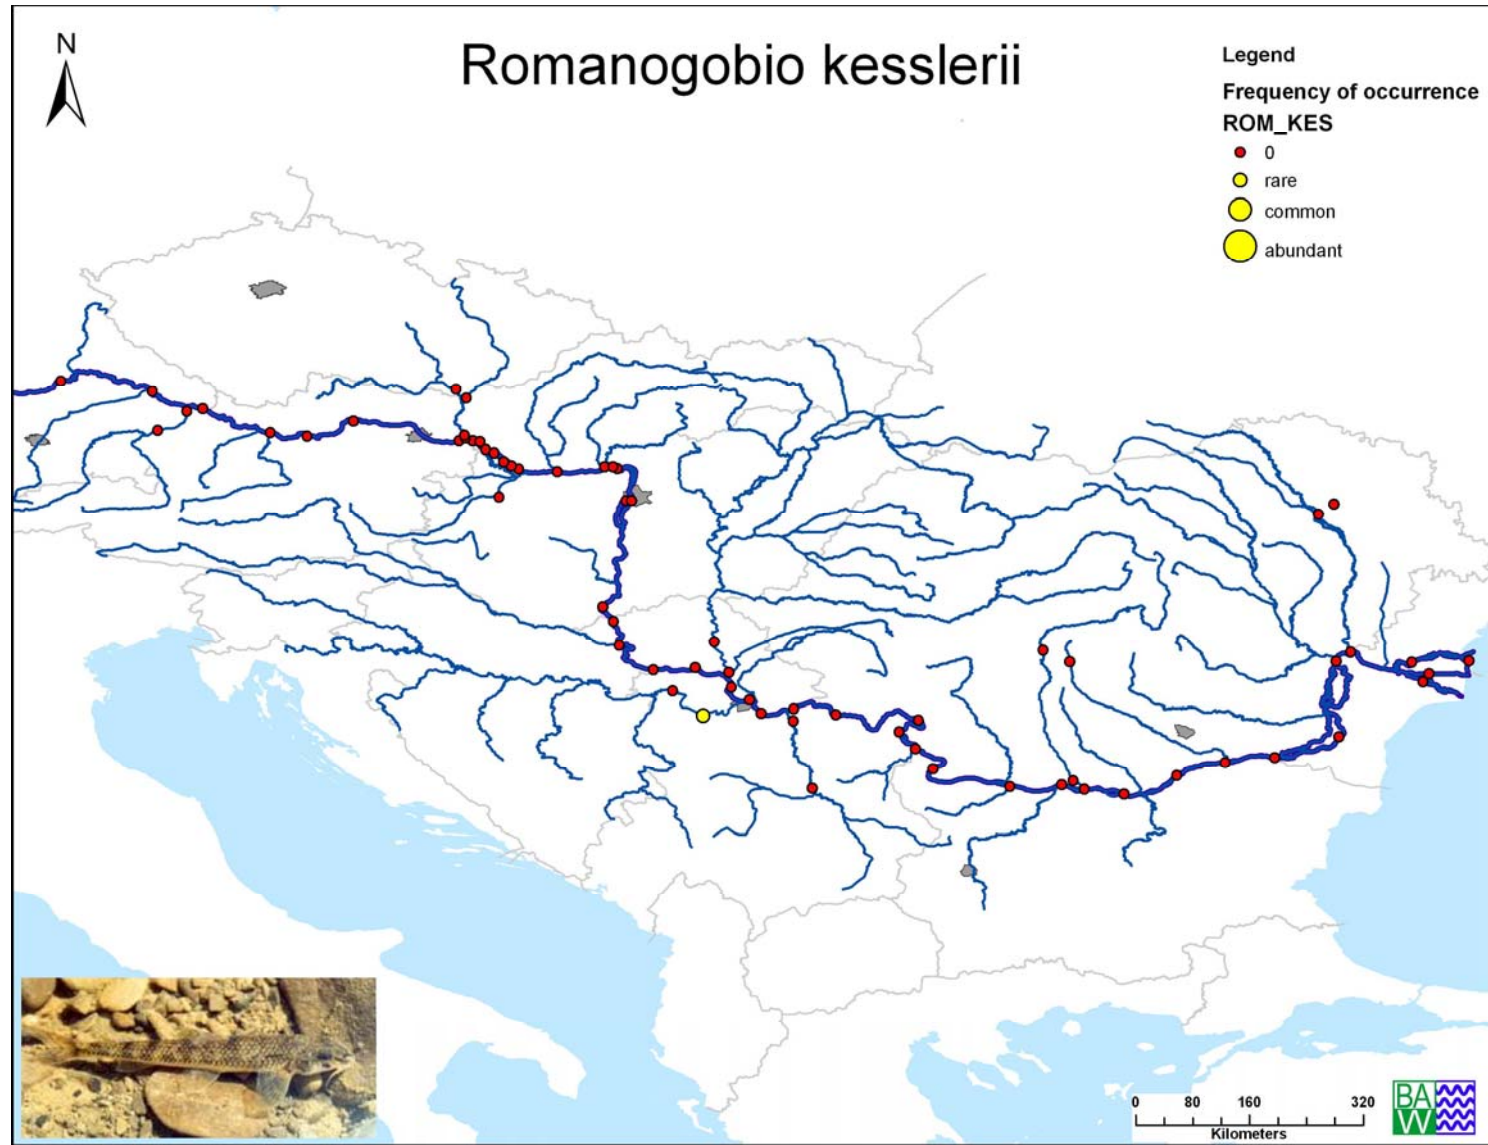 N
Romanogobio kesslerii
Legend
Frequency of occurrence
ROM_KES
0
rare
common
abundant
0 80 160 320
Kilometers
BA
W